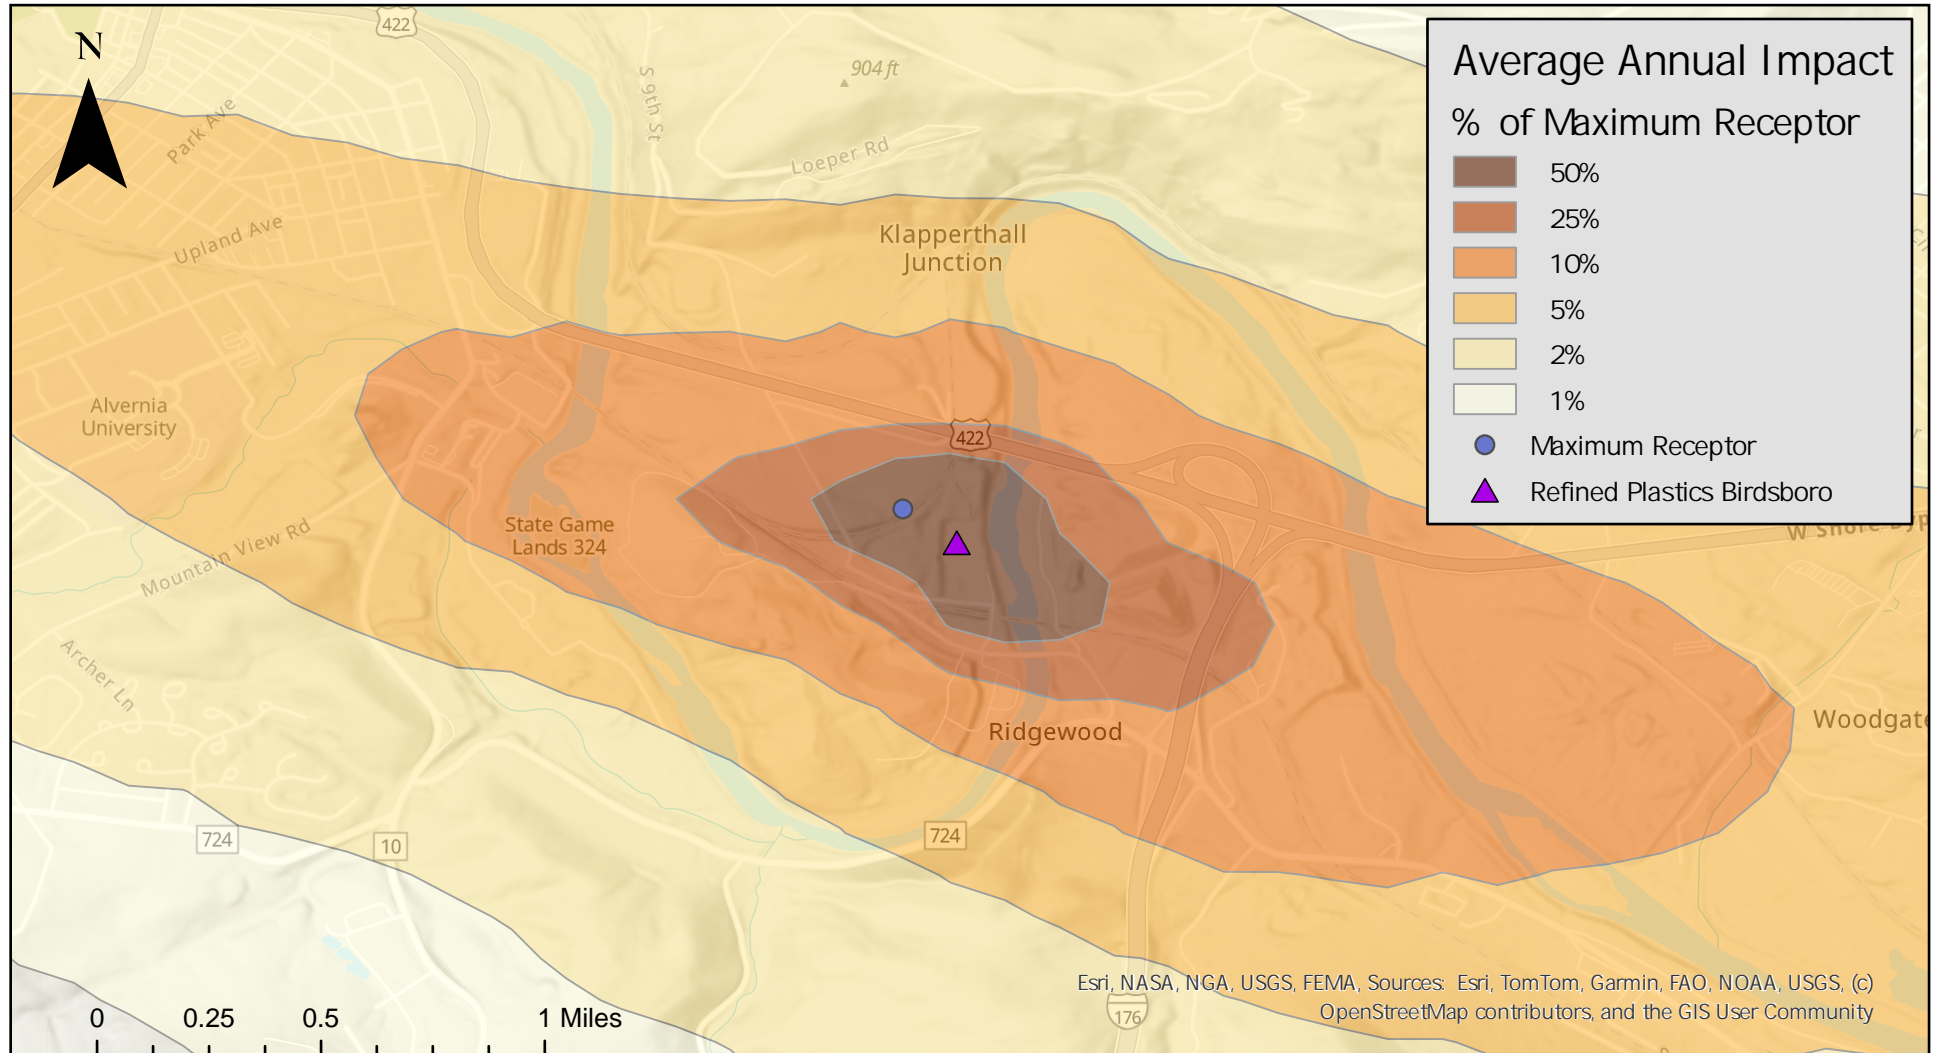 422
N
904 ft
S 9th St
Park Ave
Loeper Rd
Upland Ave
Klapperthall
Junction
Alvernia
University
422
State Game
Lands 324
Mountain View Rd
W Shore Byp
Archer Ln
Ridgewood
Woodgate
724
10
724
176
Average Annual Impact
% of Maximum Receptor
50%
25%
10%
5%
2%
1%
Maximum Receptor
Refined Plastics Birdsboro
Esri, NASA, NGA, USGS, FEMA, Sources: Esri, TomTom, Garmin, FAO, NOAA, USGS, (c)
OpenStreetMap contributors, and the GIS User Community
0 0.25 0.5 1 Miles